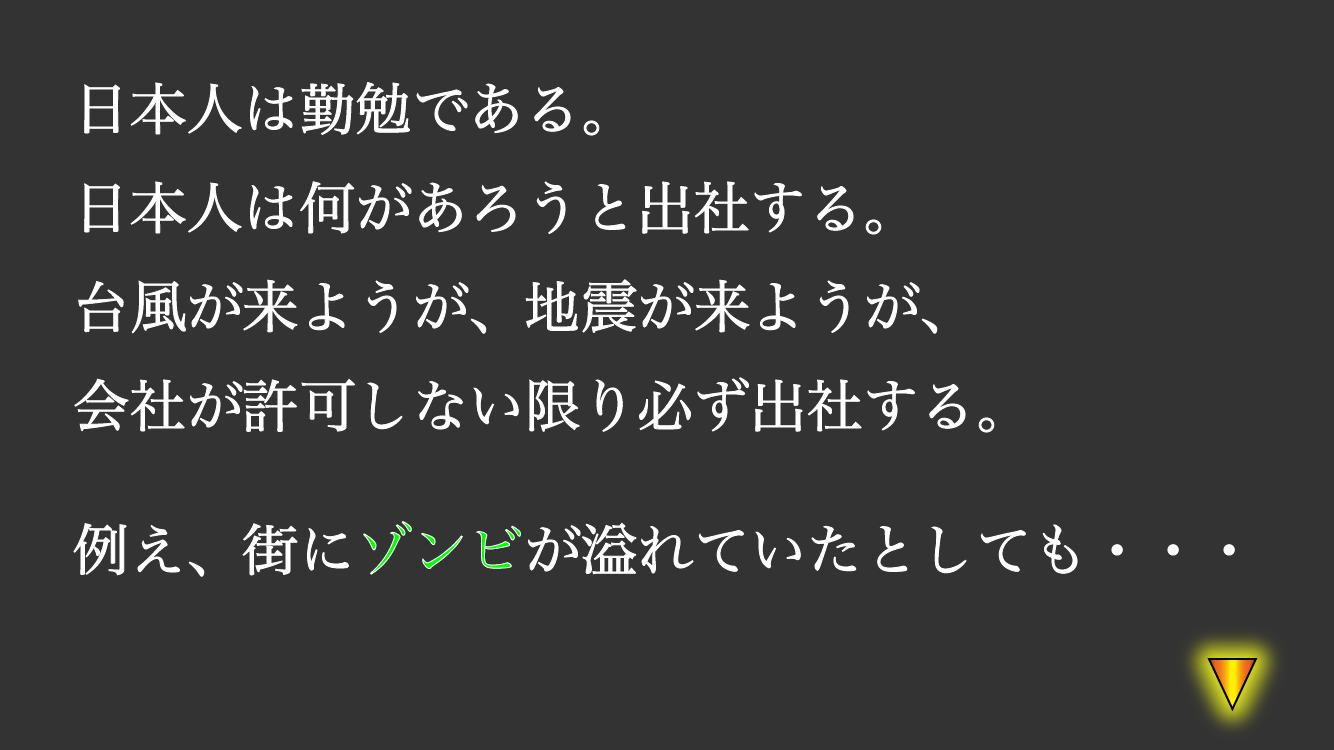 日本人は勤勉である。
日本人は何があろうと出社する。
台風が来ようが、地震が来ようが、
会社が許可しない限り必ず出社する。
例え、街にゾンビが溢れていたとしても・・・